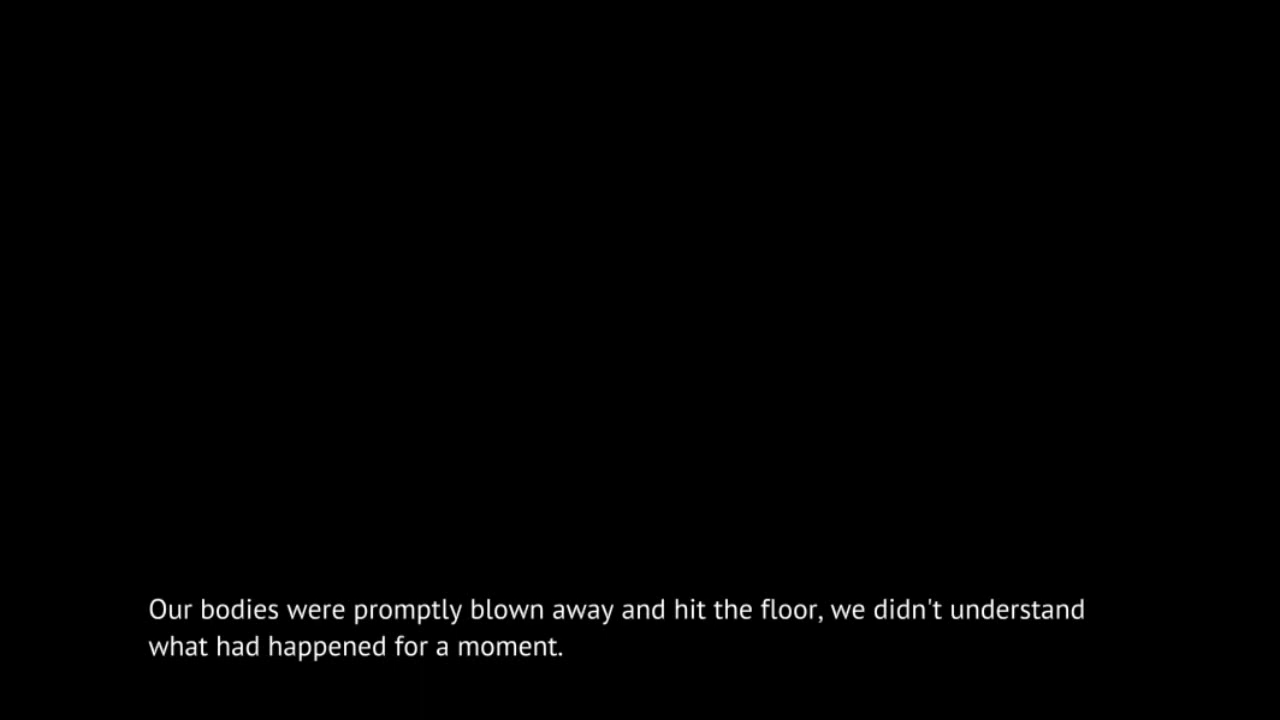 Our bodies were promptly blown away and hit the floor, we didn't understand
what had happened for a moment.